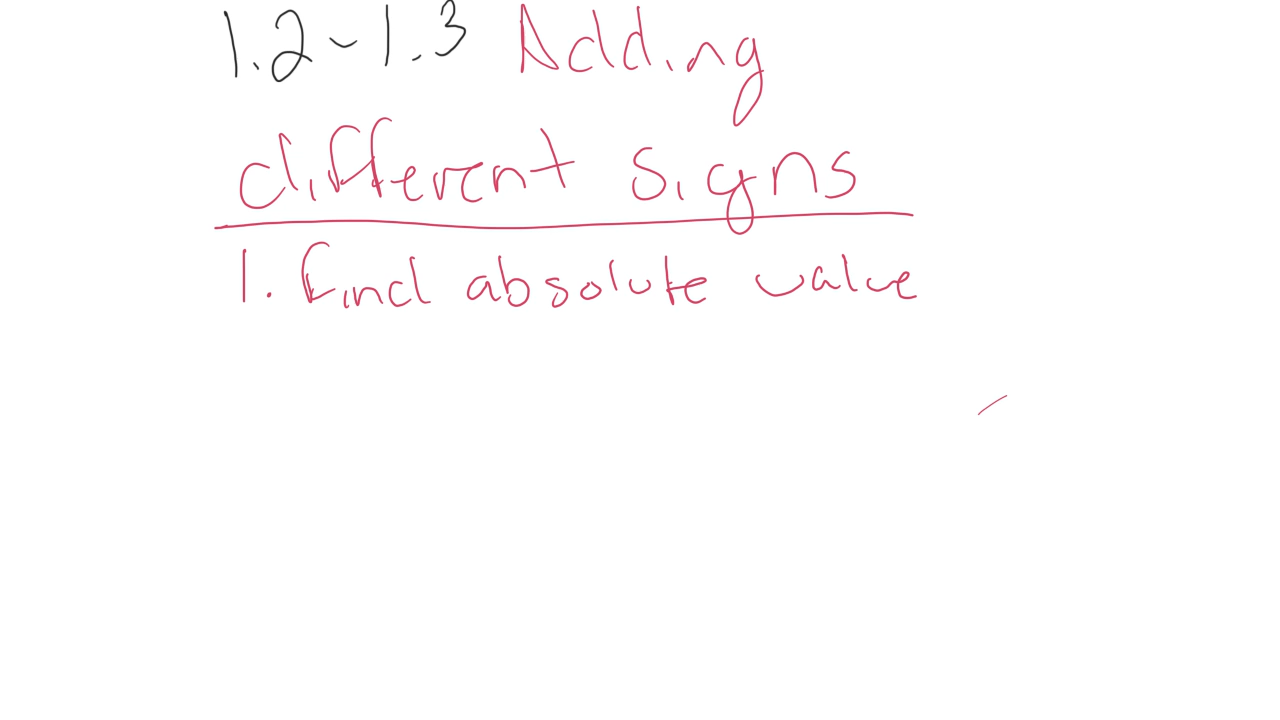 1.2-1.3 Adding
different signs
1. Find absolute value